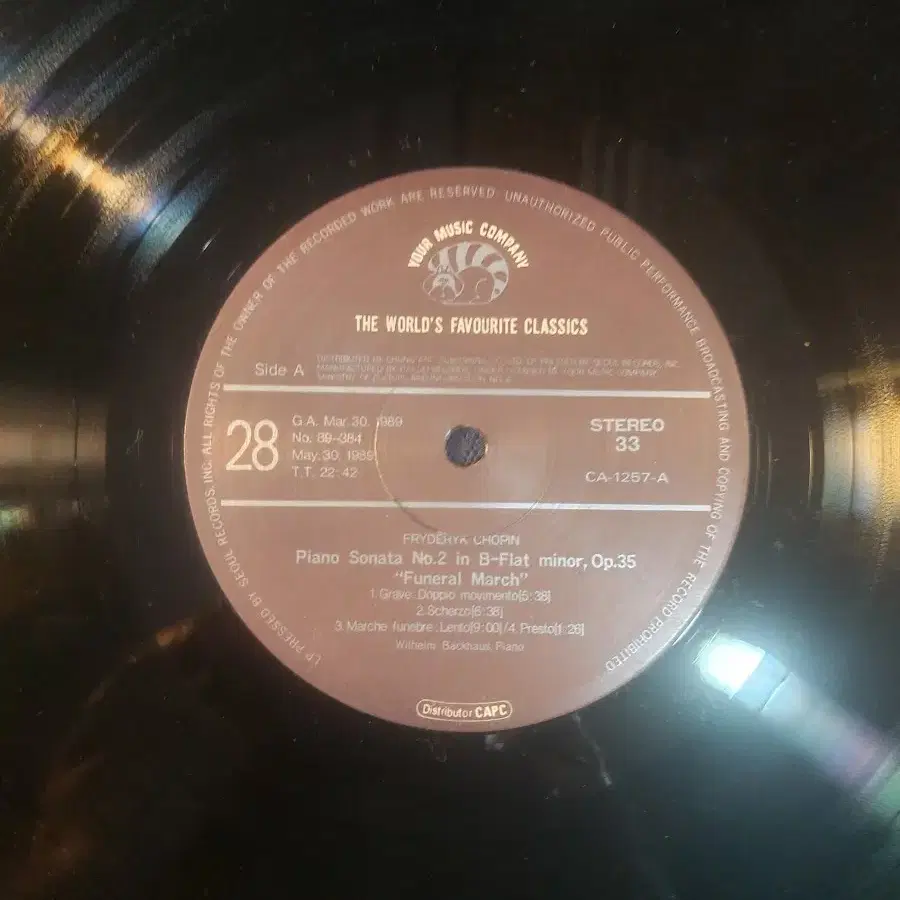 LP PRESSED BY SEOUL RECORDS, INC. ALL RIGHTS OF THE OWNER OF THE RECORDED WORK ARE RESERVED UNAUTHORIZED PUBLIC PERFORMANCE BROADCASTING AND COPYING OF THE RECORD PROHIBITED
YOUR MUSIC COMPANY
THE WORLD'S FAVOURITE CLASSICS
Side A
28
G.A. Mar. 30, 1989
No. 89-384
May. 30, 1989
T.T. 22:42
STEREO
33
CA-1257-A
FRYDERYK CHOPIN
Piano Sonata No.2 in B-Flat minor, Op.35
"Funeral March"
1. Grave: Doppio movimento[5:38]
2. Scherzo[6:38]
3. Marche funebre: Lento[9:00]/4. Presto[1:26]
Wilhelm Backhaus, Piano
Distributor CAPC